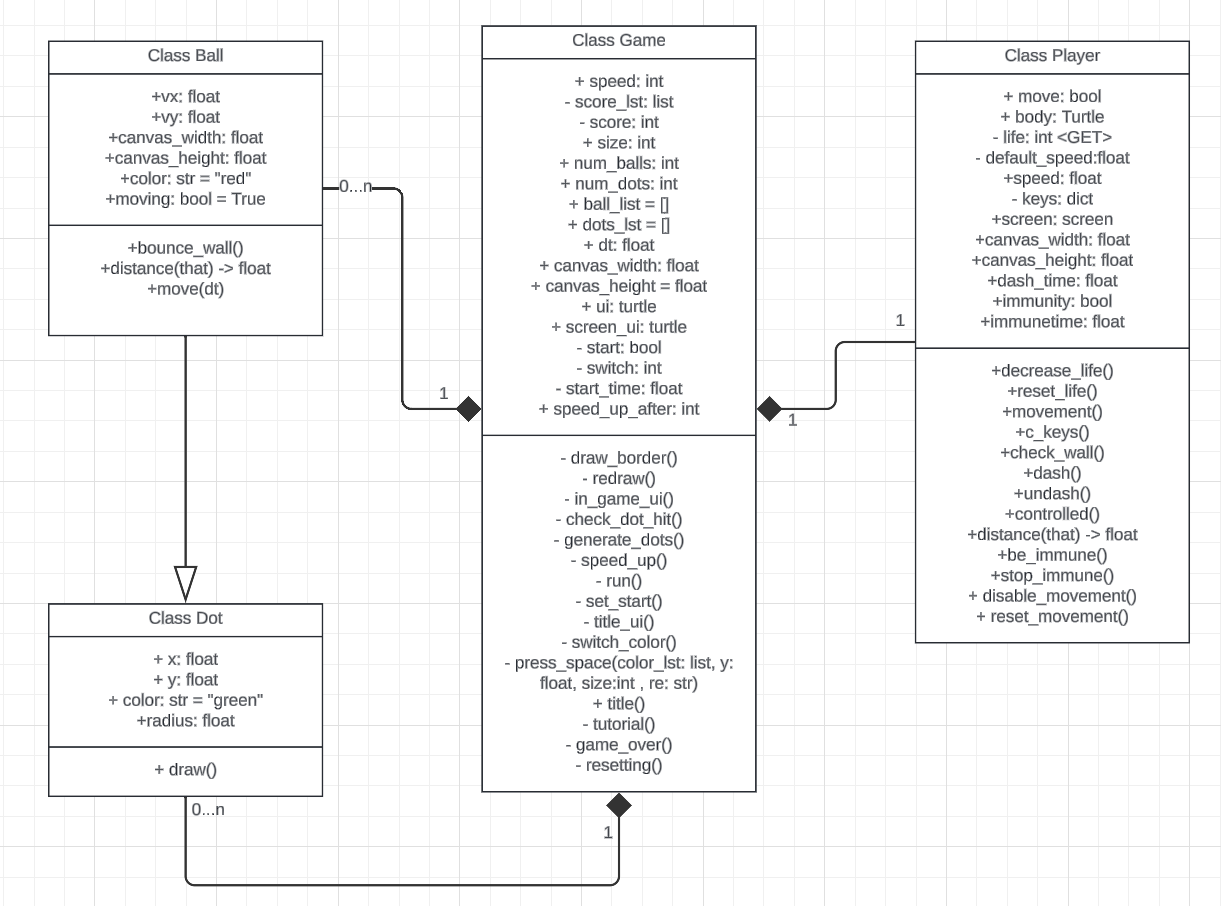 Class Ball
+vx: float
+vy: float
+canvas_width: float
+canvas_height: float
+color: str = "red"
+moving: bool = True
+bounce_wall()
+distance(that) -> float
+move(dt)
0...n
1
Class Dot
+ x: float
+ y: float
+ color: str = "green"
+radius: float
+ draw()
0...n
1
Class Game
+ speed: int
- score_lst: list
- score: int
+ size: int
+ num_balls: int
+ num_dots: int
+ ball_list = []
+ dots_lst = []
+ dt: float
+ canvas_width: float
+ canvas_height = float
+ ui: turtle
+ screen_ui: turtle
- start: bool
- switch: int
- start_time: float
+ speed_up_after: int
- draw_border()
- redraw()
- in_game_ui()
- check_dot_hit()
- generate_dots()
- speed_up()
- run()
- set_start()
- title_ui()
- switch_color()
- press_space(color_lst: list, y:
float, size:int , re: str)
+ title()
- tutorial()
- game_over()
- resetting()
1
1
Class Player
+ move: bool
+ body: Turtle
- life: int <GET>
- default_speed:float
+speed: float
- keys: dict
+screen: screen
+canvas_width: float
+canvas_height: float
+dash_time: float
+immunity: bool
+immunetime: float
+decrease_life()
+reset_life()
+movement()
+c_keys()
+check_wall()
+dash()
+undash()
+controlled()
+distance(that) -> float
+be_immune()
+stop_immune()
+ disable_movement()
+ reset_movement()